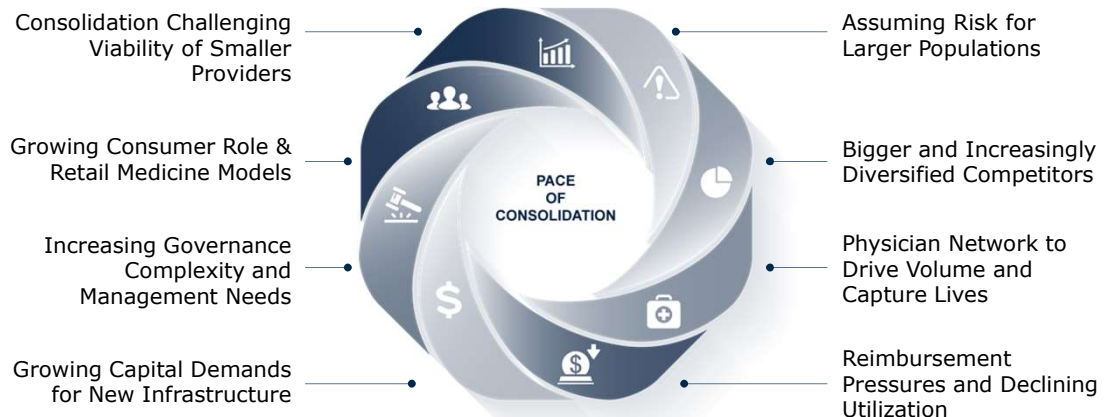 Consolidation Challenging
Viability of Smaller
Providers
Growing Consumer Role &
Retail Medicine Models
Increasing Governance
Complexity and
Management Needs
Growing Capital Demands
for New Infrastructure
PACE
OF
CONSOLIDATION
$
$
Assuming Risk for
Larger Populations
Bigger and Increasingly
Diversified Competitors
Physician Network to
Drive Volume and
Capture Lives
Reimbursement
Pressures and Declining
Utilization